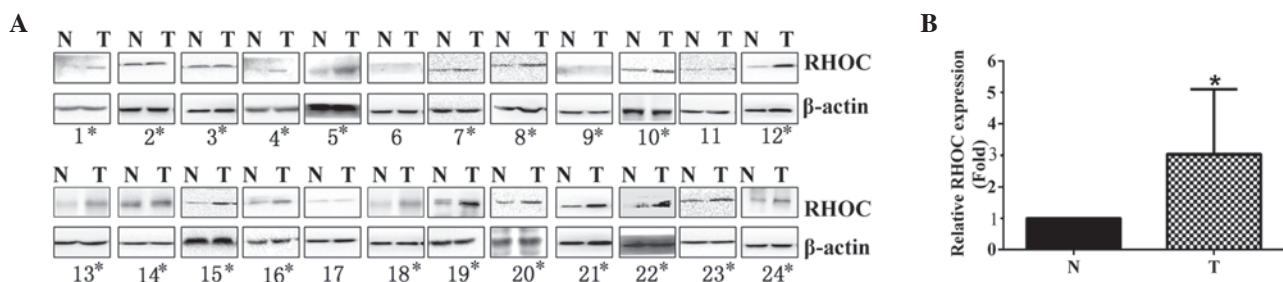 A
N T N T N T N T N T N T N T N T N T N T N T N T
RHOC
β-actin
1* 2* 3* 4* 5* 6 7* 8* 9* 10* 11 12*
N T N T N T N T N T N T N T N T N T N T N T N T
RHOC
β-actin
13* 14* 15* 16* 17 18* 19* 20* 21* 22* 23* 24*
B
Relative RHOC expression
(Fold)
6
5
4
3
2
1
0
*
N T